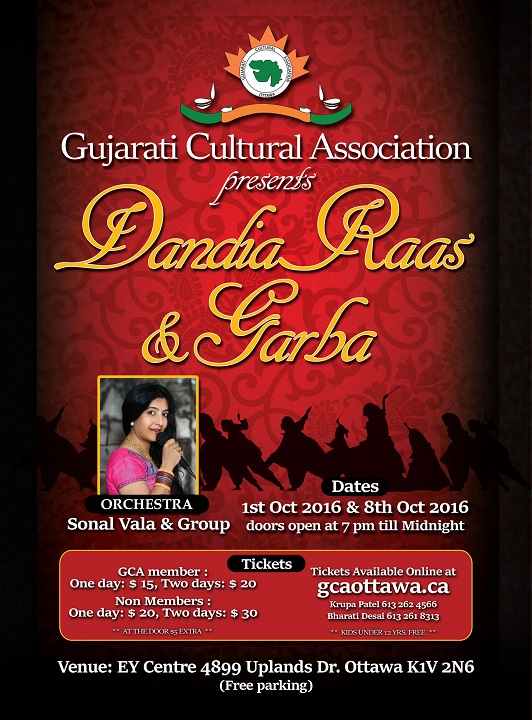 GUJARATI CULTURAL ASSOCIATION
OTTAWA
Gujarati Cultural Association
presents
Dandia Raas
& Garba
ORCHESTRA
Sonal Vala & Group
Dates
1st Oct 2016 & 8th Oct 2016
doors open at 7 pm till Midnight
Tickets
GCA member :
One day: $ 15, Two days: $ 20
Non Members :
One day: $ 20, Two days: $ 30
** AT THE DOOR $5 EXTRA **
Tickets Available Online at
gcaottawa.ca
Krupa Patel 613 262 4566
Bharati Desai 613 261 8313
** KIDS UNDER 12 YRS. FREE **
Venue: EY Centre 4899 Uplands Dr. Ottawa K1V 2N6
(Free parking)